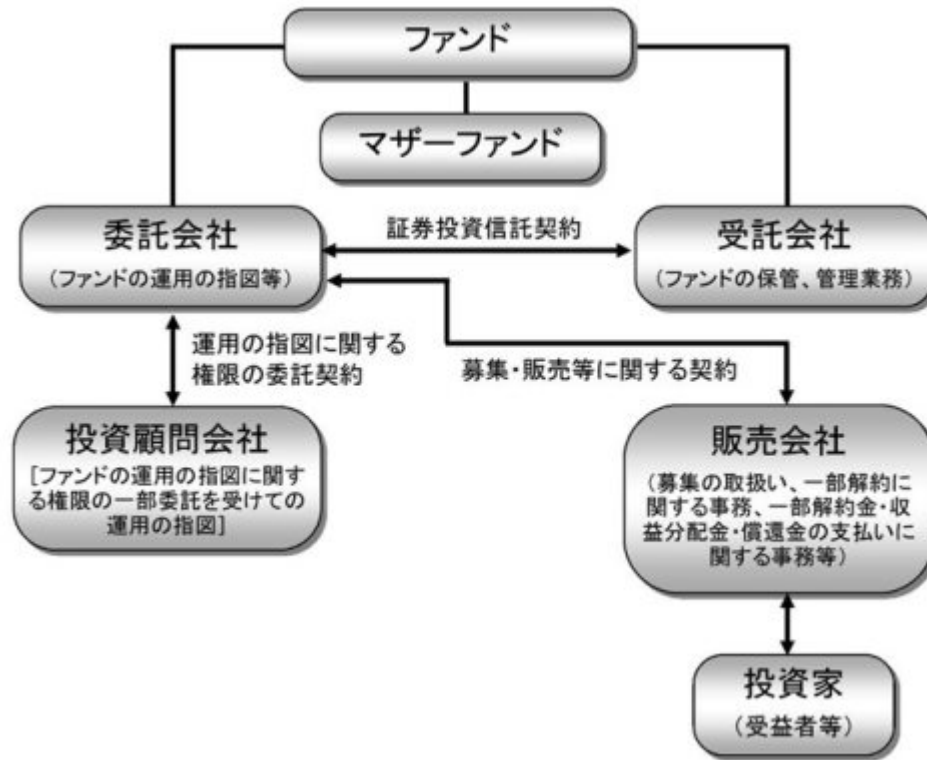 ファンド
マザーファンド
委託会社
(ファンドの運用の指図等)
証券投資信託契約
受託会社
(ファンドの保管、管理業務)
運用の指図に関する
権限の委託契約
募集・販売等に関する契約
投資顧問会社
[ファンドの運用の指図に関す
る権限の一部委託を受けての
運用の指図]
販売会社
(募集の取扱い、一部解約に
関する事務、一部解約金・収
益分配金・償還金の支払いに
関する事務等)
投資家
(受益者等)